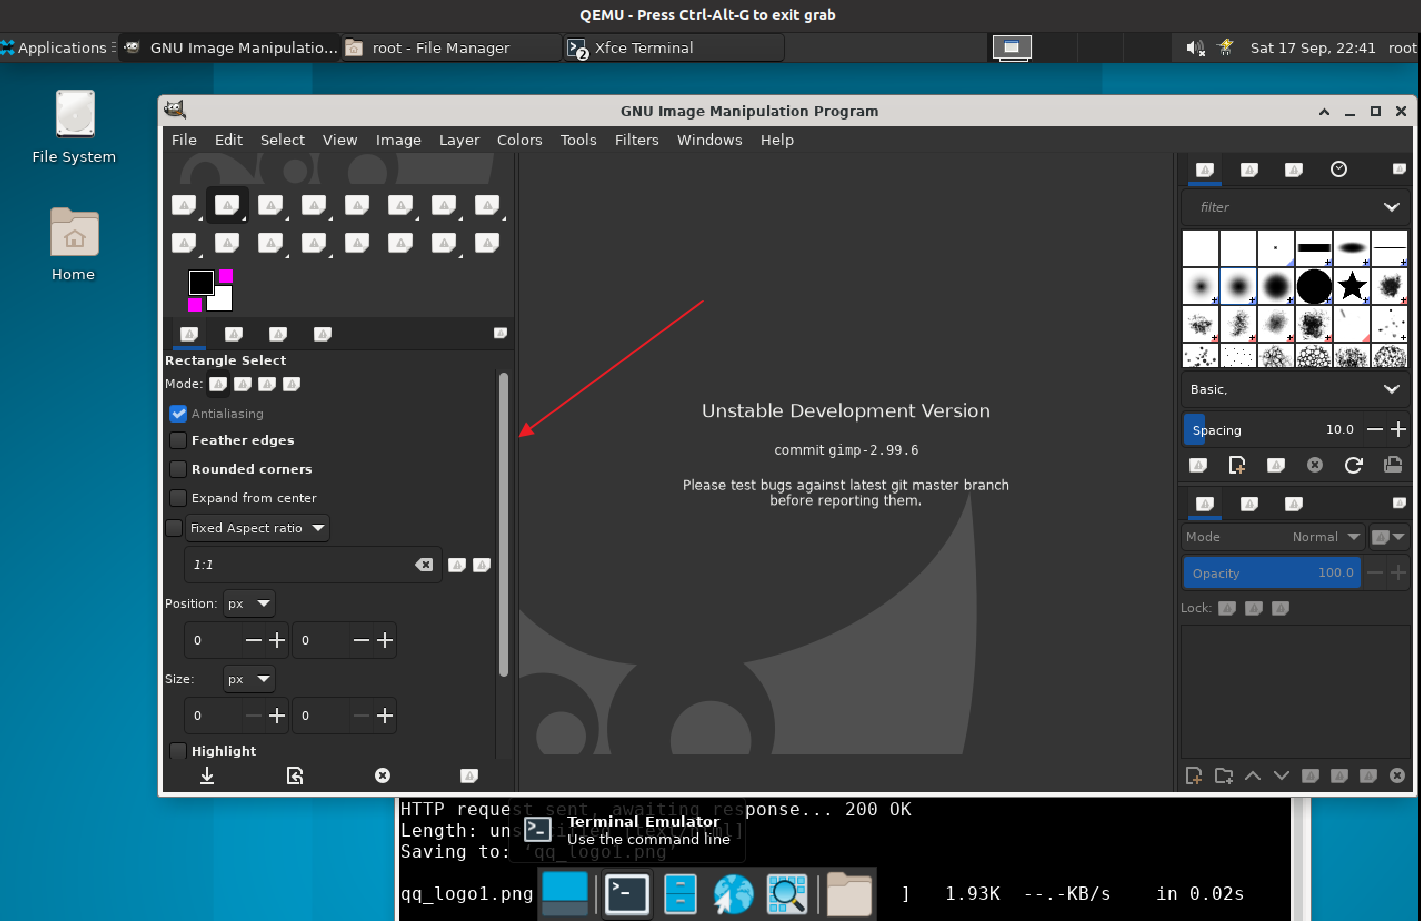 QEMU - Press Ctrl-Alt-G to exit grab
Applications
GNU Image Manipulatio...
root - File Manager
2
Xfce Terminal
Sat 17 Sep, 22:41
root
File System
Home
GNU Image Manipulation Program
File Edit Select View Image Layer Colors Tools Filters Windows Help
Rectangle Select
Mode:
Antialiasing
Feather edges
Rounded corners
Expand from center
Fixed Aspect ratio
1:1
Position: px
0 0
Size: px
0 0
Highlight
Unstable Development Version
commit gimp-2.99.6
Please test bugs against latest git master branch
before reporting them.
filter
Basic,
Spacing 10.0
Mode Normal
Opacity 100.0
Lock:
HTTP request sent, awaiting response... 200 OK
Length: unspecified [text/html]
Saving to: ‘qq_logo1.png’
Terminal Emulator
Use the command line
qq_logo1.png ] 1.93K --.-KB/s in 0.02s